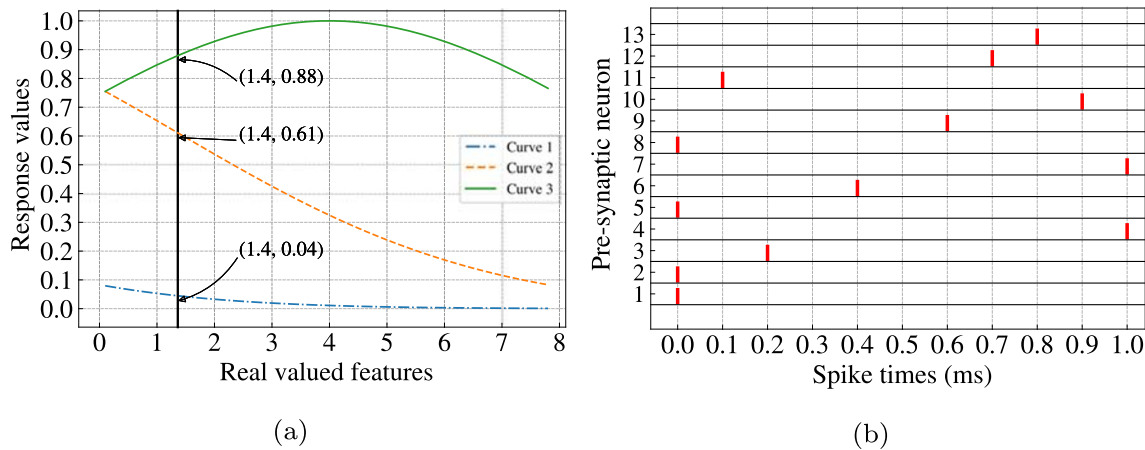 1.0
0.9
0.8
0.7
0.6
0.5
0.4
0.3
0.2
0.1
0.0
Response values
(1.4, 0.88)
(1.4, 0.61)
(1.4, 0.04)
Curve 1
Curve 2
Curve 3
0 1 2 3 4 5 6 7 8
Real valued features
(a)
13
12
11
10
9
8
7
6
5
4
3
2
1
Pre-synaptic neuron
0.0 0.1 0.2 0.3 0.4 0.5 0.6 0.7 0.8 0.9 1.0
Spike times (ms)
(b)